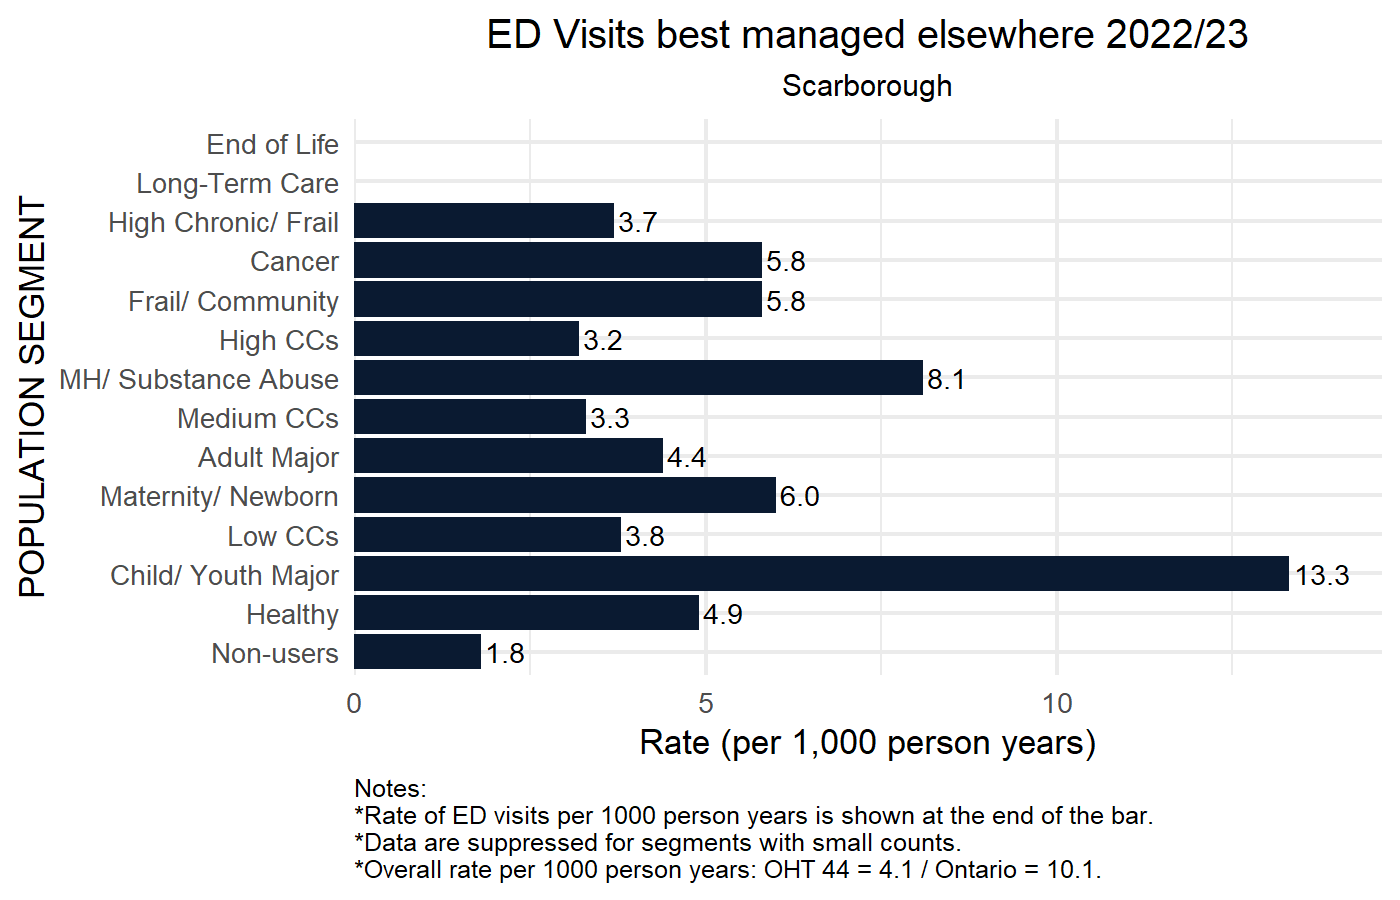 ED Visits best managed elsewhere 2022/23
Scarborough
POPULATION SEGMENT
End of Life
Long-Term Care
High Chronic/ Frail 3.7
Cancer 5.8
Frail/ Community 5.8
High CCs 3.2
MH/ Substance Abuse 8.1
Medium CCs 3.3
Adult Major 4.4
Maternity/ Newborn 6.0
Low CCs 3.8
Child/ Youth Major 13.3
Healthy 4.9
Non-users 1.8
0 5 10
Rate (per 1,000 person years)
Notes:
*Rate of ED visits per 1000 person years is shown at the end of the bar.
*Data are suppressed for segments with small counts.
*Overall rate per 1000 person years: OHT 44 = 4.1 / Ontario = 10.1.